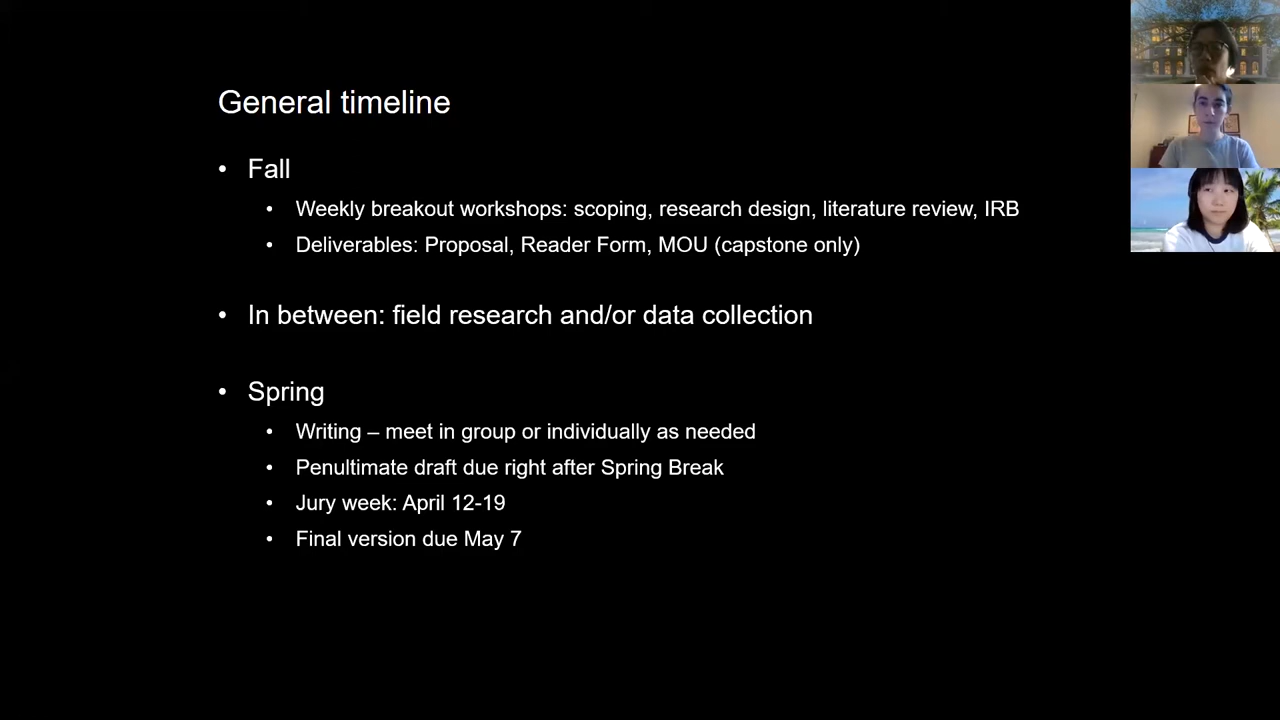 General timeline
• Fall
• Weekly breakout workshops: scoping, research design, literature review, IRB
• Deliverables: Proposal, Reader Form, MOU (capstone only)
• In between: field research and/or data collection
• Spring
• Writing – meet in group or individually as needed
• Penultimate draft due right after Spring Break
• Jury week: April 12-19
• Final version due May 7